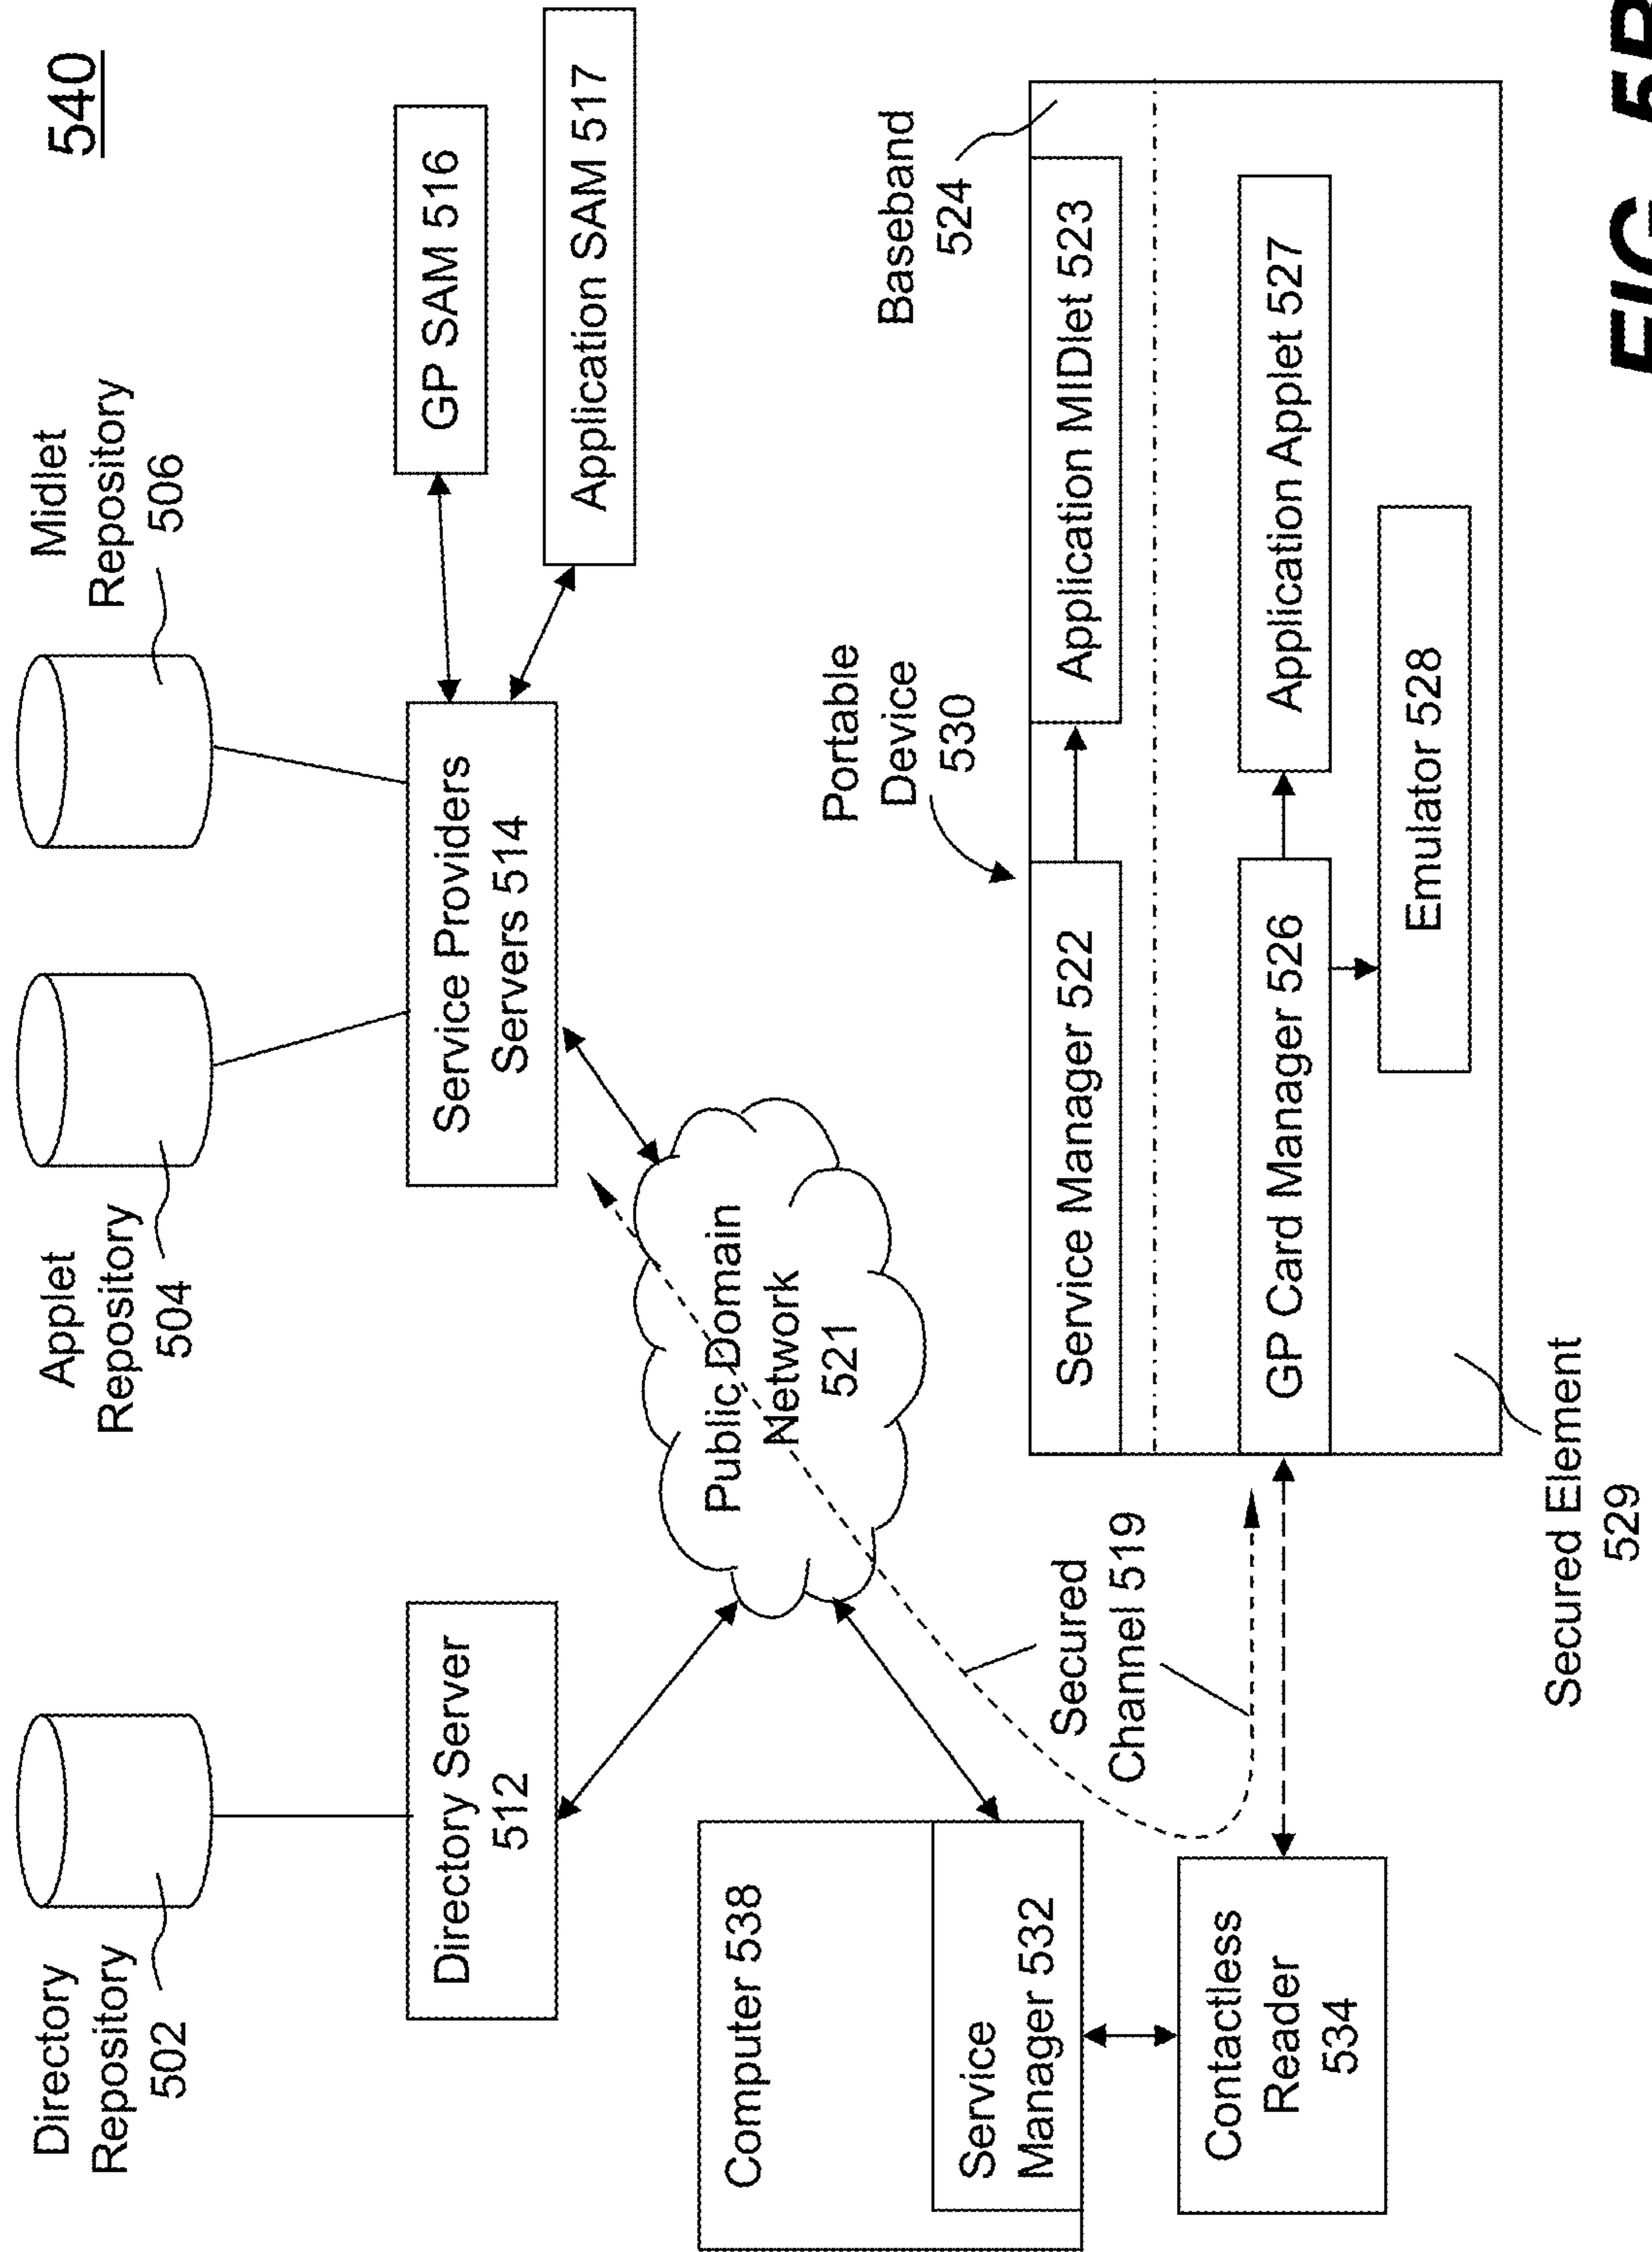 540
Directory
Repository
502
Applet
Repository
504
Midlet
Repository
506
Directory Server
512
Service Providers
Servers 514
GP SAM 516
Application SAM 517
Computer 538
Service
Manager 532
Public Domain
Network
521
Portable
Device
530
Baseband
524
Secured
Channel 519
Service Manager 522
Application MIDlet 523
Contactless
Reader
534
GP Card Manager 526
Application Applet 527
Emulator 528
Secured Element
529
FIG. 5B